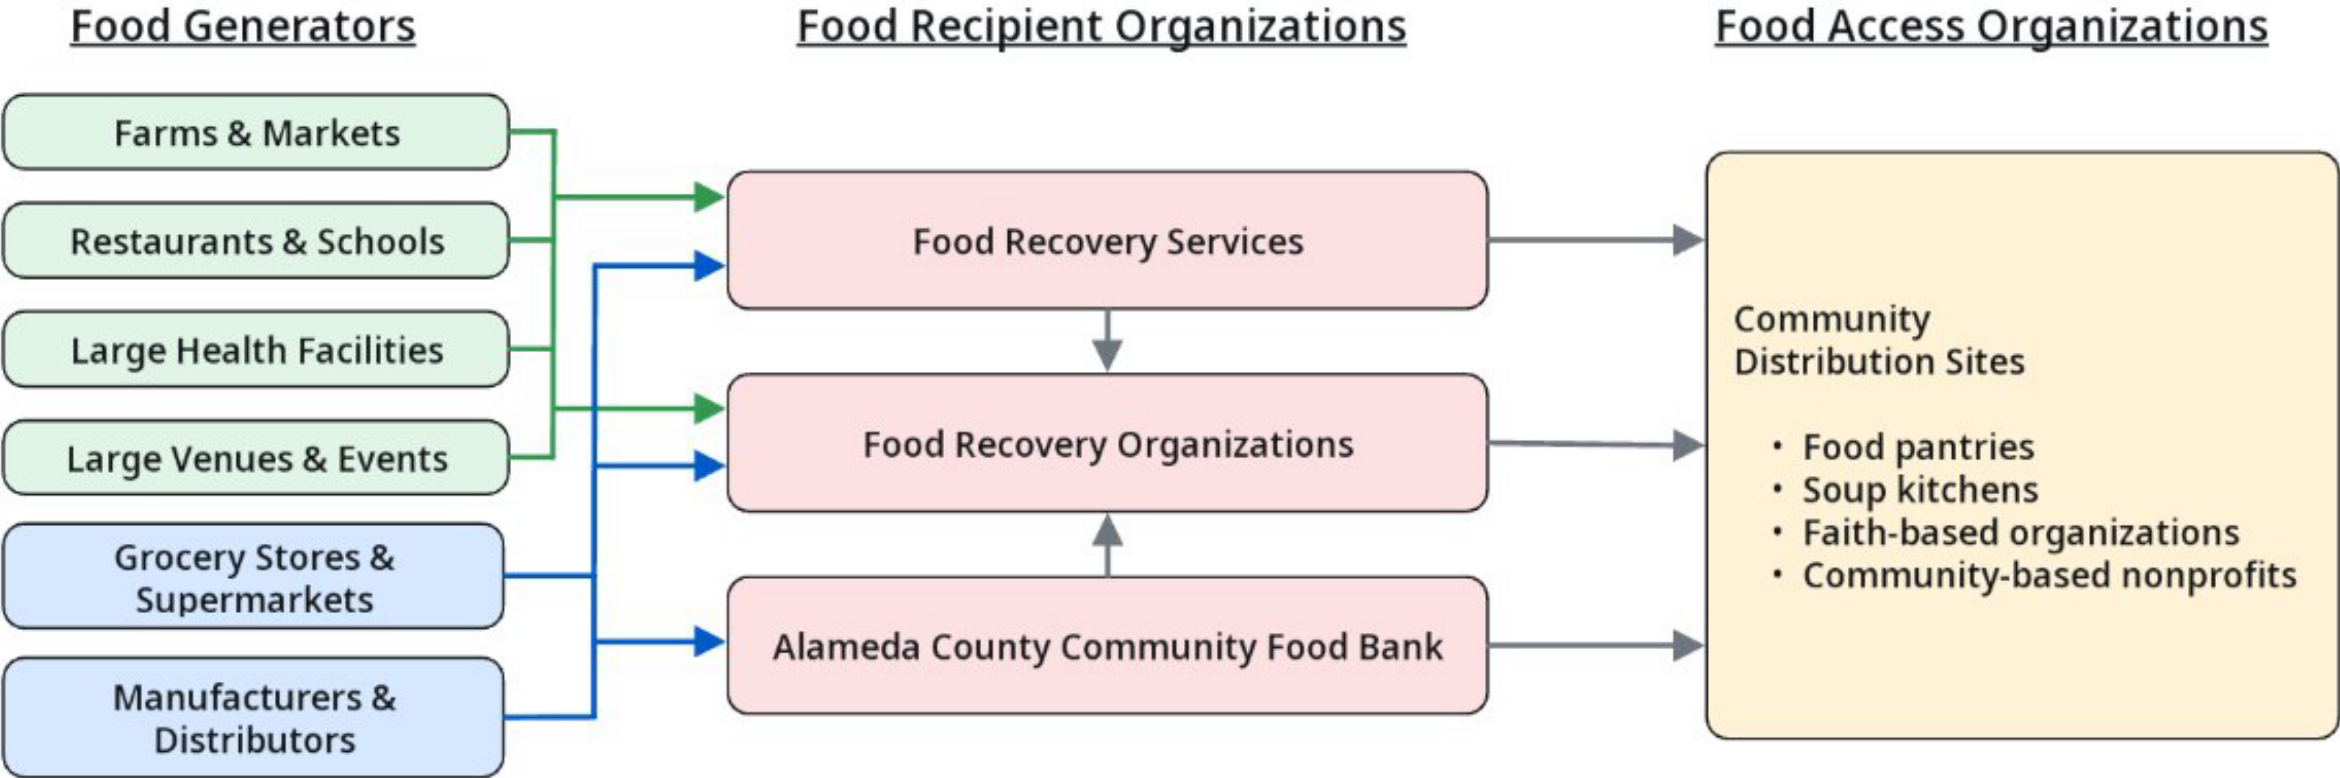 Food Generators
Food Recipient Organizations
Food Access Organizations
Farms & Markets
Restaurants & Schools
Large Health Facilities
Large Venues & Events
Grocery Stores &
Supermarkets
Manufacturers &
Distributors
Food Recovery Services
Food Recovery Organizations
Alameda County Community Food Bank
Community
Distribution Sites
• Food pantries
• Soup kitchens
• Faith-based organizations
• Community-based nonprofits